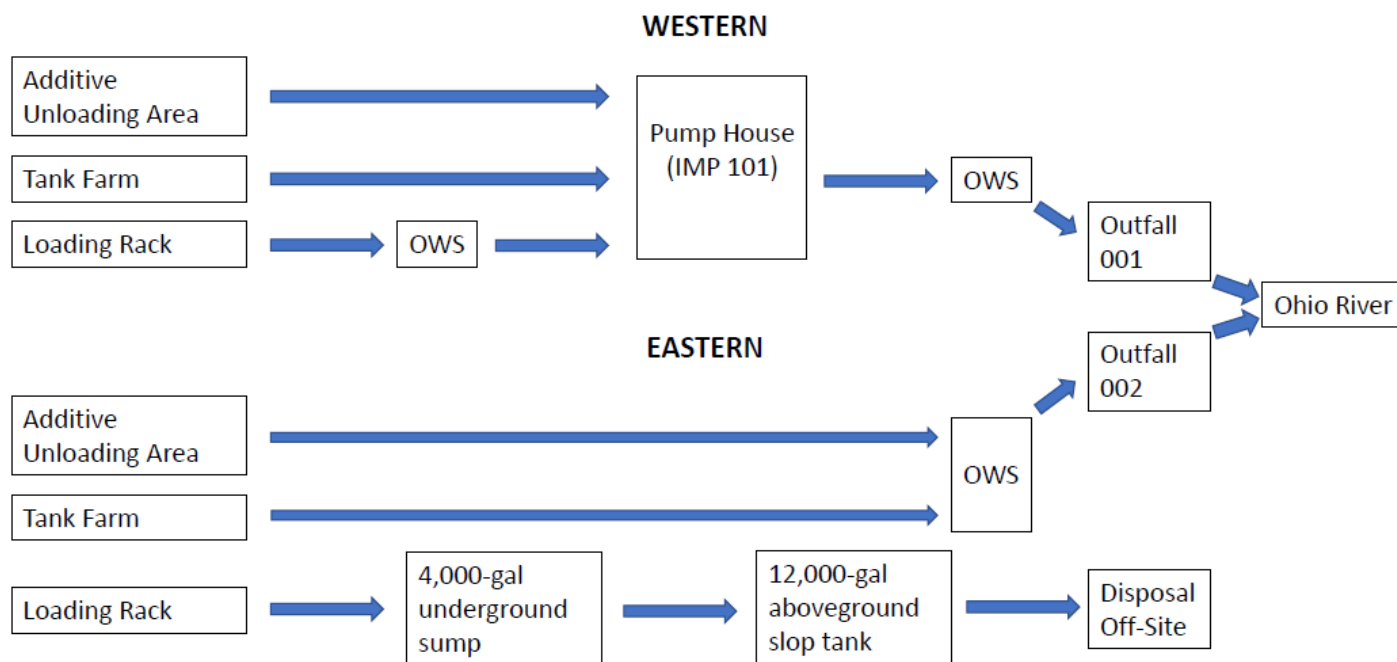 WESTERN
Additive
Unloading Area
Tank Farm
Loading Rack
OWS
Pump House
(IMP 101)
OWS
Outfall
001
Ohio River
EASTERN
Outfall
002
Additive
Unloading Area
Tank Farm
OWS
Loading Rack
4,000-gal
underground
sump
12,000-gal
aboveground
slop tank
Disposal
Off-Site